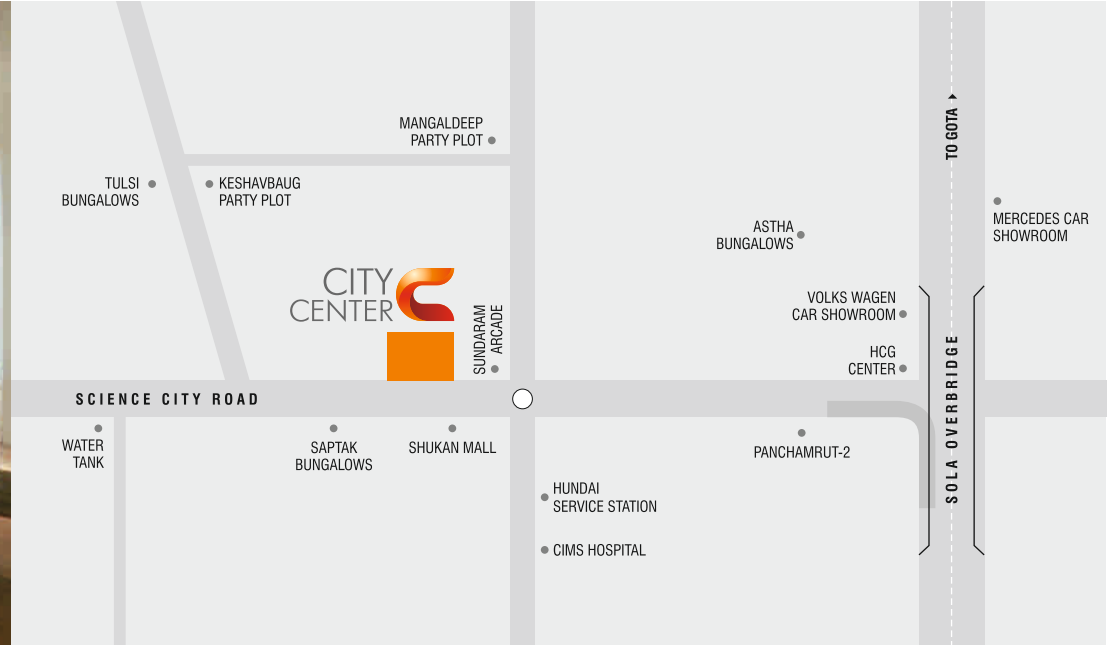 MANGALDEEP
PARTY PLOT
TO GOTA
TULSI
BUNGALOWS
KESHAVBAUG
PARTY PLOT
MERCEDES CAR
SHOWROOM
ASTHA
BUNGALOWS
CITY
CENTER
SUNDARAM
ARCADE
VOLKS WAGEN
CAR SHOWROOM
HCG
CENTER
SOLA OVERBRIDGE
SCIENCE CITY ROAD
WATER
TANK
SAPTAK
BUNGALOWS
SHUKAN MALL
PANCHAMRUT-2
HUNDAI
SERVICE STATION
CIMS HOSPITAL